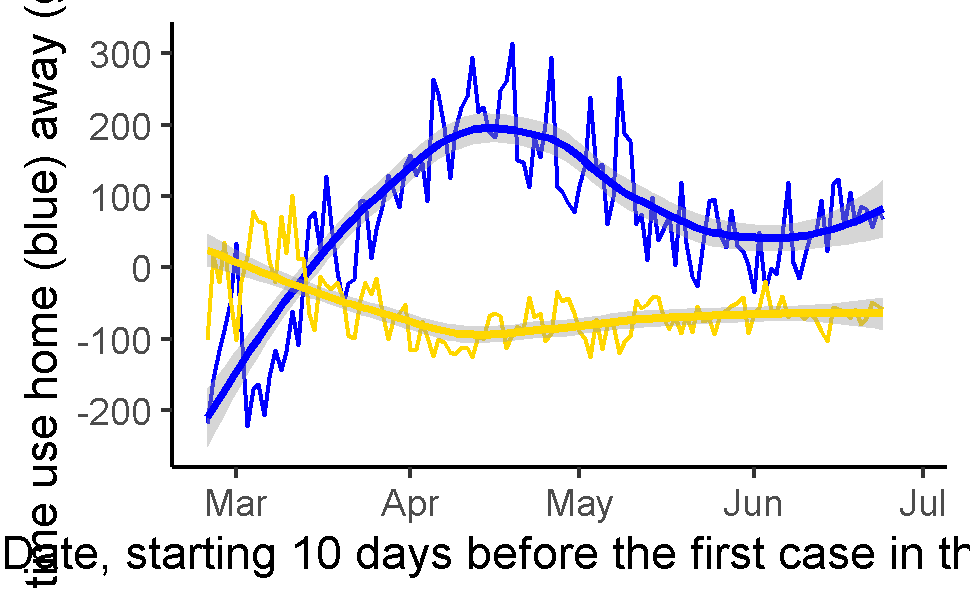 time use home (blue) away (
300
200
100
0
-100
-200
Mar Apr May Jun Jul
Date, starting 10 days before the first case in th